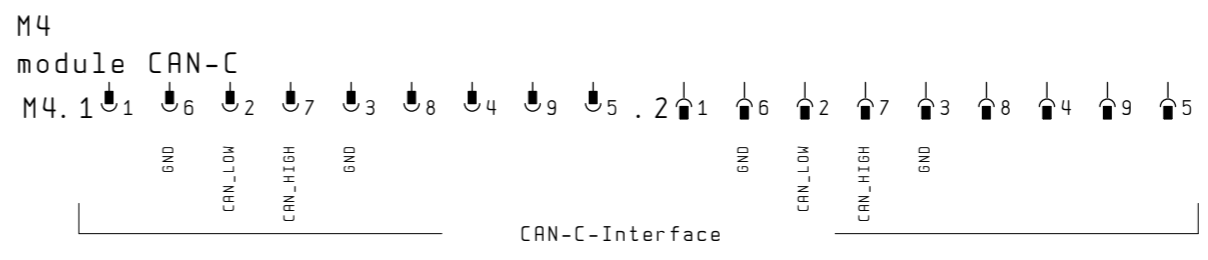 M4
module CAN-C
M4.1 1 6 2 7 3 8 4 9 5 .2 1 6 2 7 3 8 4 9 5
GND CAN_LOW CAN_HIGH GND GND CAN_LOW CAN_HIGH GND
CAN-C-Interface